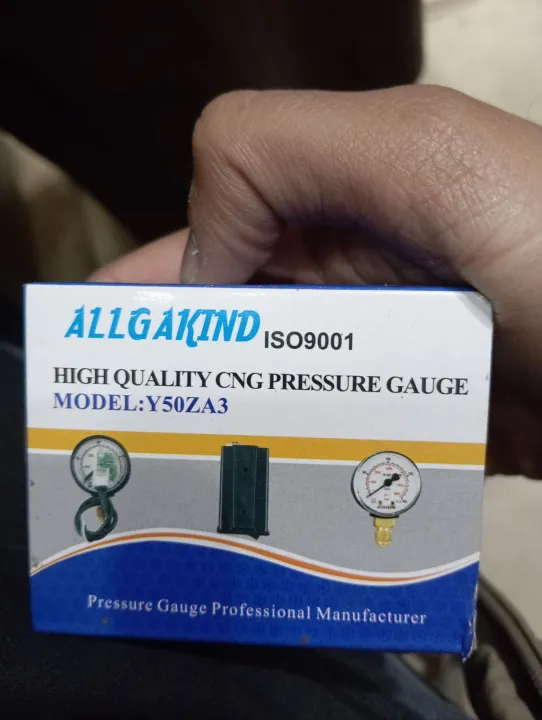 ALLGAKIND ISO9001
HIGH QUALITY CNG PRESSURE GAUGE
MODEL:Y50ZA3
Pressure Gauge Professional Manufacturer